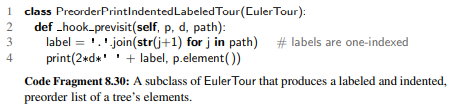 1 class PreorderPrintIndentedLabeledTour(EulerTour):
2 def _hook_previsit(self, p, d, path):
3 label = '.'.join(str(j+1) for j in path) # labels are one-indexed
4 print(2*d*' ' + label, p.element())
Code Fragment 8.30: A subclass of EulerTour that produces a labeled and indented,
preorder list of a tree's elements.